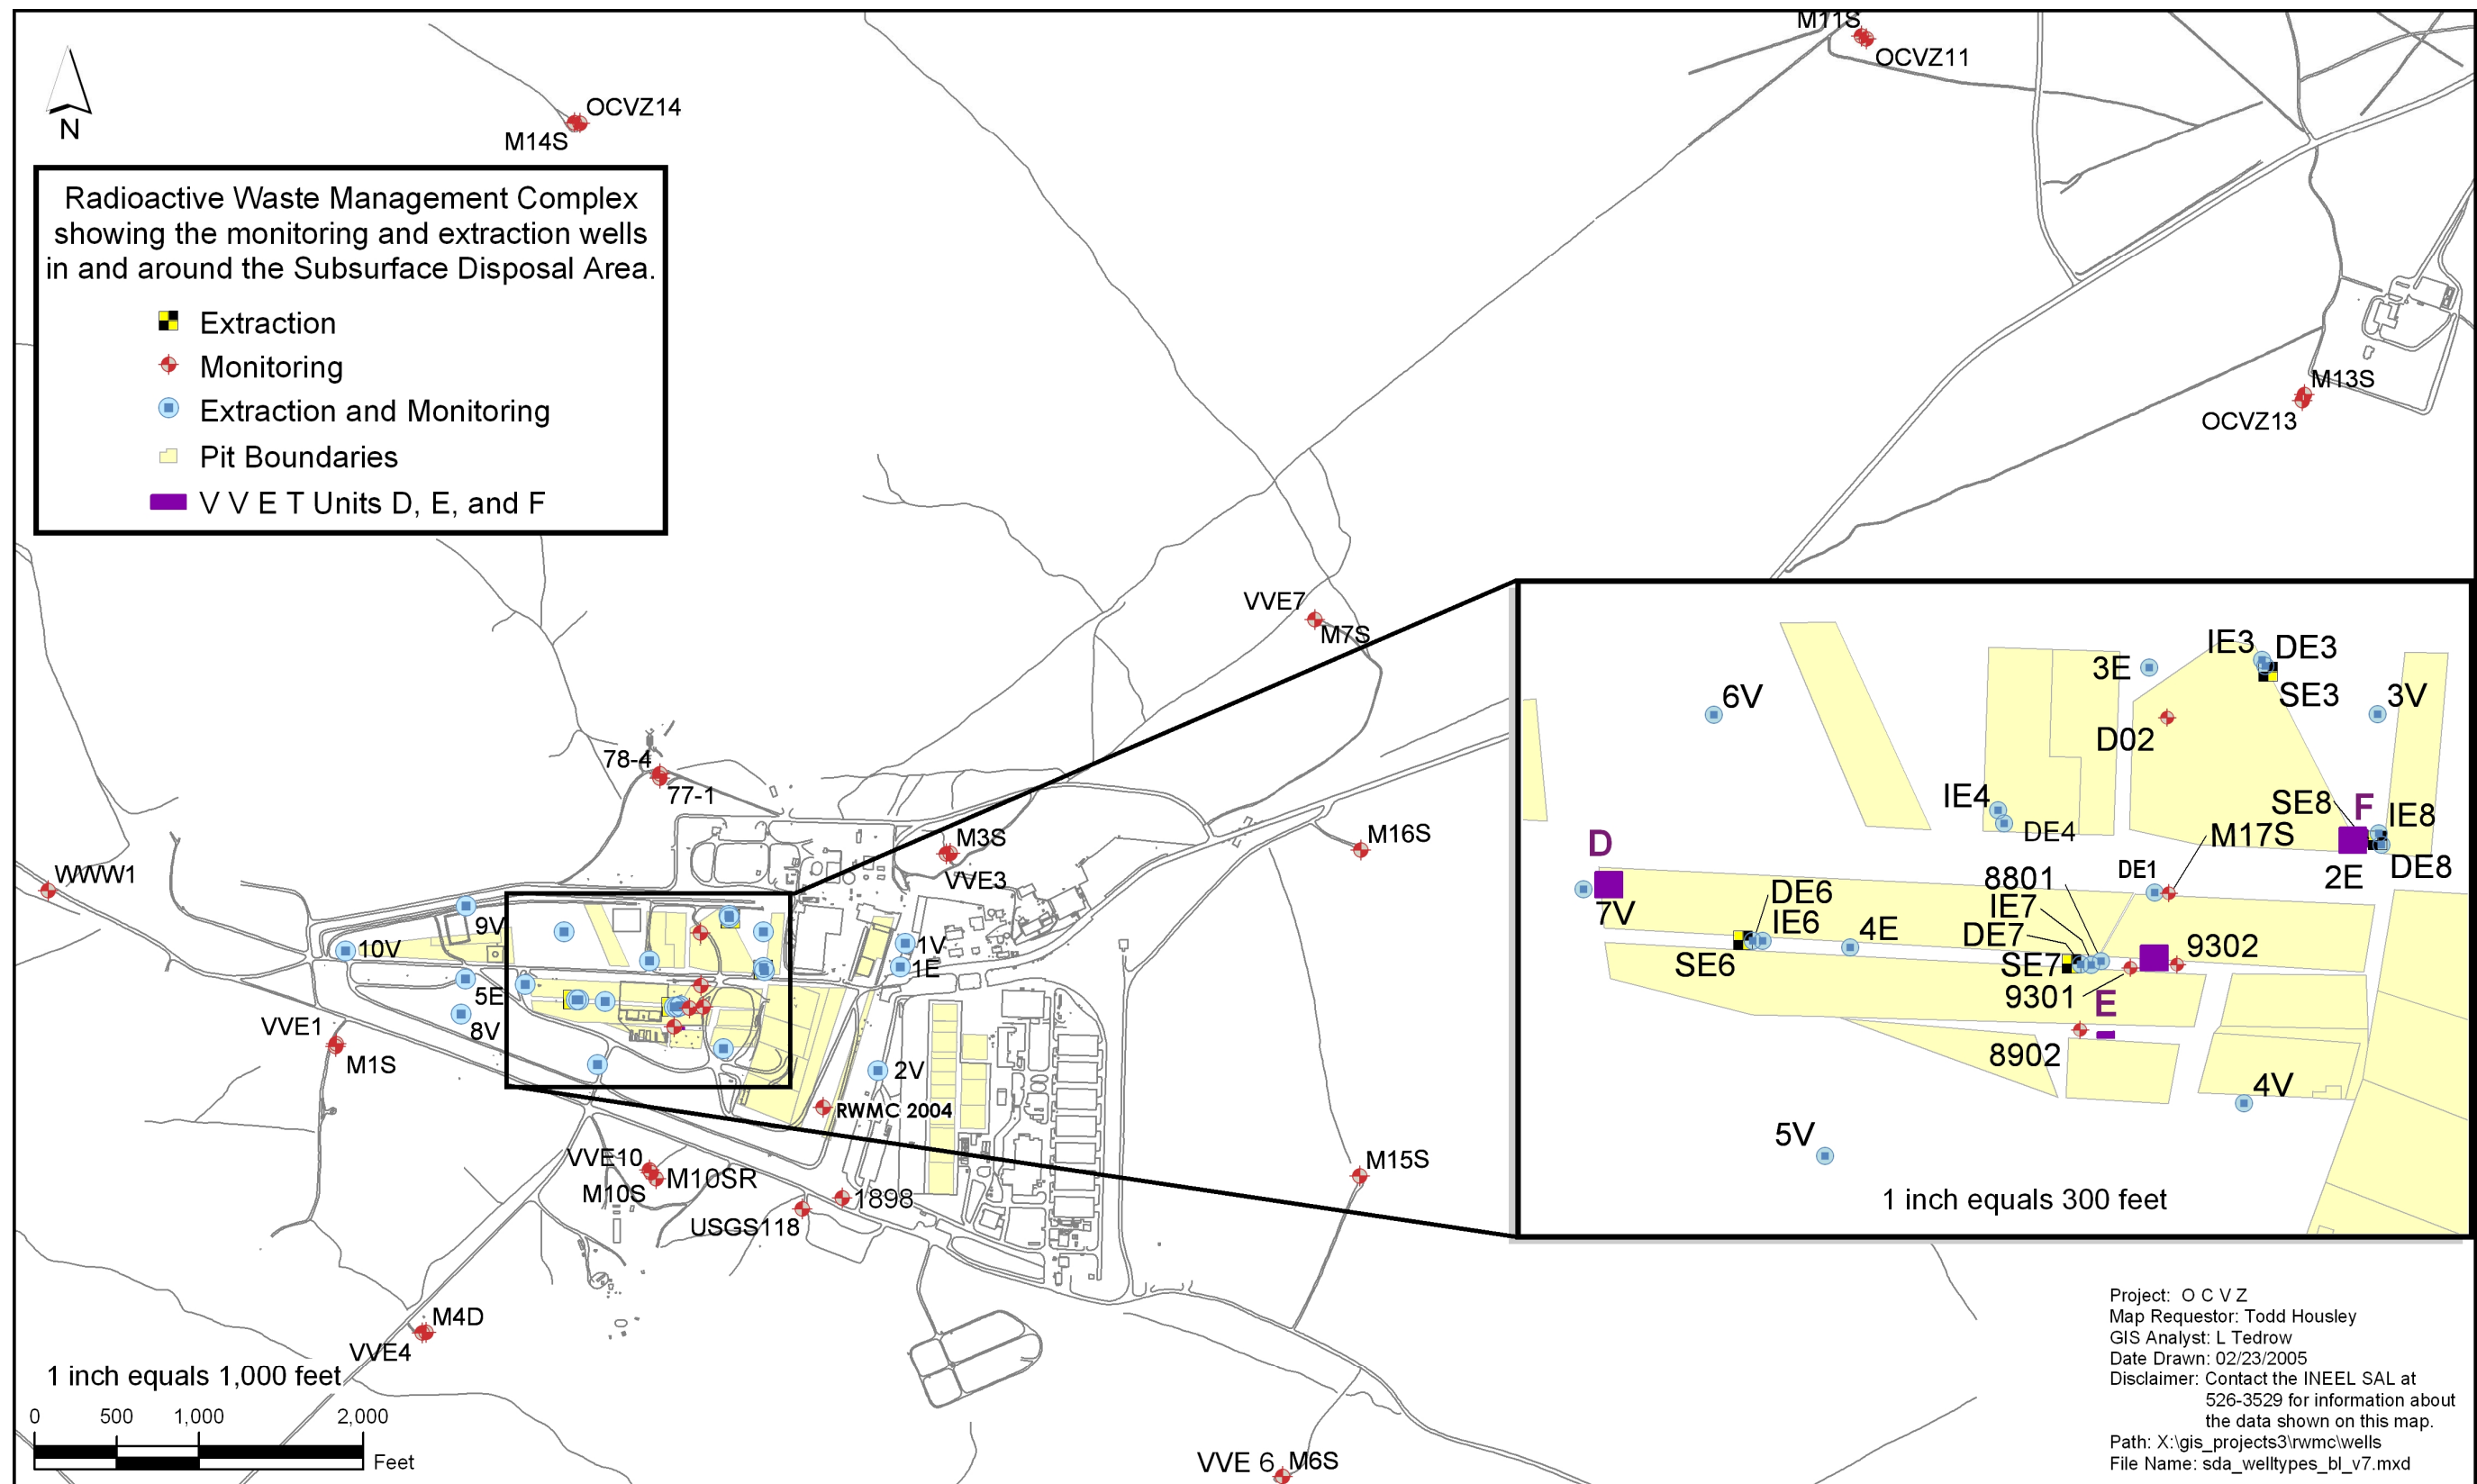 M11S
OCVZ11
OCVZ14
M14S
N
Radioactive Waste Management Complex
showing the monitoring and extraction wells
in and around the Subsurface Disposal Area.
Extraction
Monitoring
Extraction and Monitoring
Pit Boundaries
V V E T Units D, E, and F
M13S
OCVZ13
VVE7
M7S
78-4
77-1
M3S
VVE3
M16S
WWW1
9V
10V
1V
1E
5E
8V
VVE1
M1S
2V
RWMC 2004
VVE10
M10SR
M10S
1898
USGS118
M15S
M4D
VVE4
VVE 6
M6S
IE3
DE3
3E
SE3
3V
6V
D02
IE4
DE4
SE8
F
IE8
M17S
2E
DE8
D
7V
DE1
8801
IE7
DE7
DE6
IE6
4E
SE6
SE7
9302
9301
E
8902
4V
5V
1 inch equals 300 feet
1 inch equals 1,000 feet
0 500 1,000 2,000
Feet
Project: O C V Z
Map Requestor: Todd Housley
GIS Analyst: L Tedrow
Date Drawn: 02/23/2005
Disclaimer: Contact the INEEL SAL at
526-3529 for information about
the data shown on this map.
Path: X:\gis_projects3\rwmc\wells
File Name: sda_welltypes_bl_v7.mxd